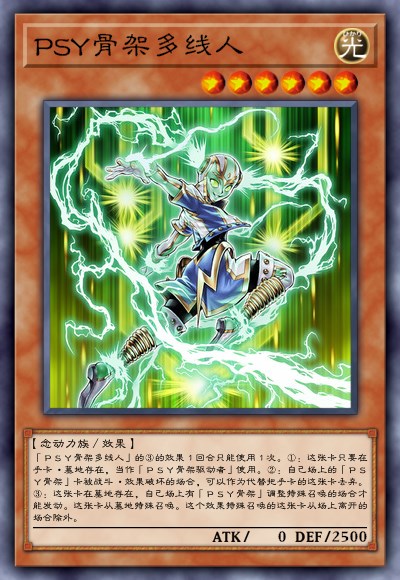 PSY骨架多线人
光
【念动力族／效果】
「PSY骨架多线人」的③的效果1回合只能使用1次。①：这张卡只要在
手卡·墓地存在，当作「PSY骨架驱动者」使用。②：自己场上的「PS
Y骨架」卡被战斗·效果破坏的场合，可以作为代替把手卡的这张卡丢弃。
③：这张卡在墓地存在，自己场上有「PSY骨架」调整特殊召唤的场合才
能发动。这张卡从墓地特殊召唤。这个效果特殊召唤的这张卡从场上离开的
场合除外。
ATK/ 0 DEF/2500